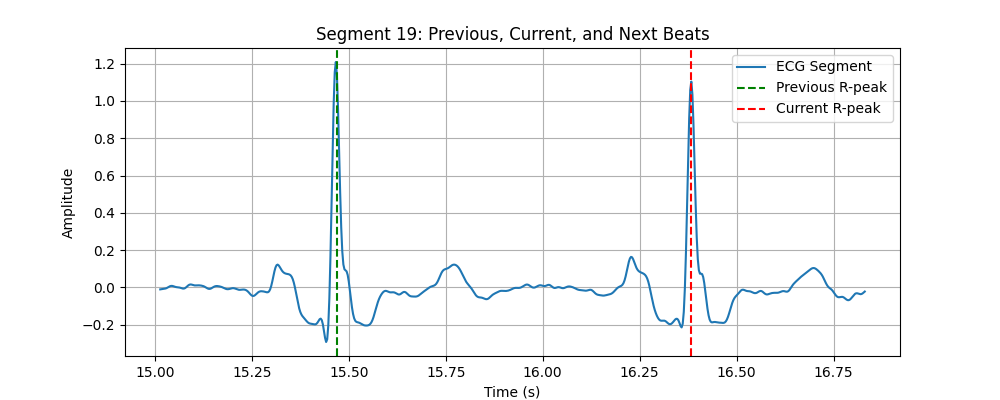 Segment 19: Previous, Current, and Next Beats
ECG Segment
Previous R-peak
Current R-peak
Amplitude
1.2
1.0
0.8
0.6
0.4
0.2
0.0
−0.2
15.00 15.25 15.50 15.75 16.00 16.25 16.50 16.75
Time (s)